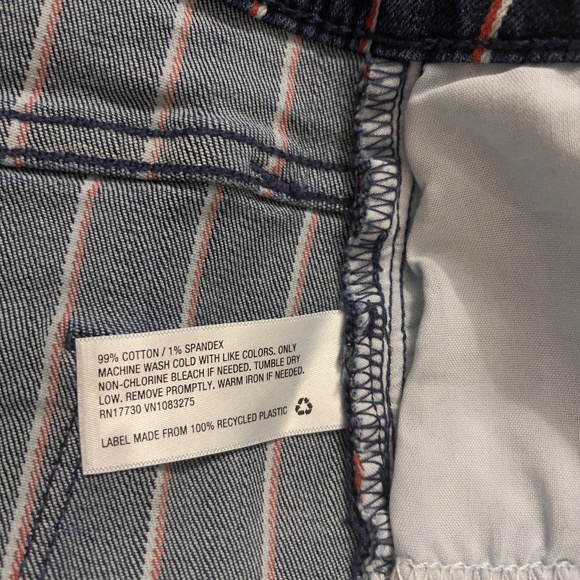 99% COTTON / 1% SPANDEX
MACHINE WASH COLD WITH LIKE COLORS. ONLY
NON-CHLORINE BLEACH IF NEEDED. TUMBLE DRY
LOW. REMOVE PROMPTLY. WARM IRON IF NEEDED.
RN17730 VN1083275
LABEL MADE FROM 100% RECYCLED PLASTIC